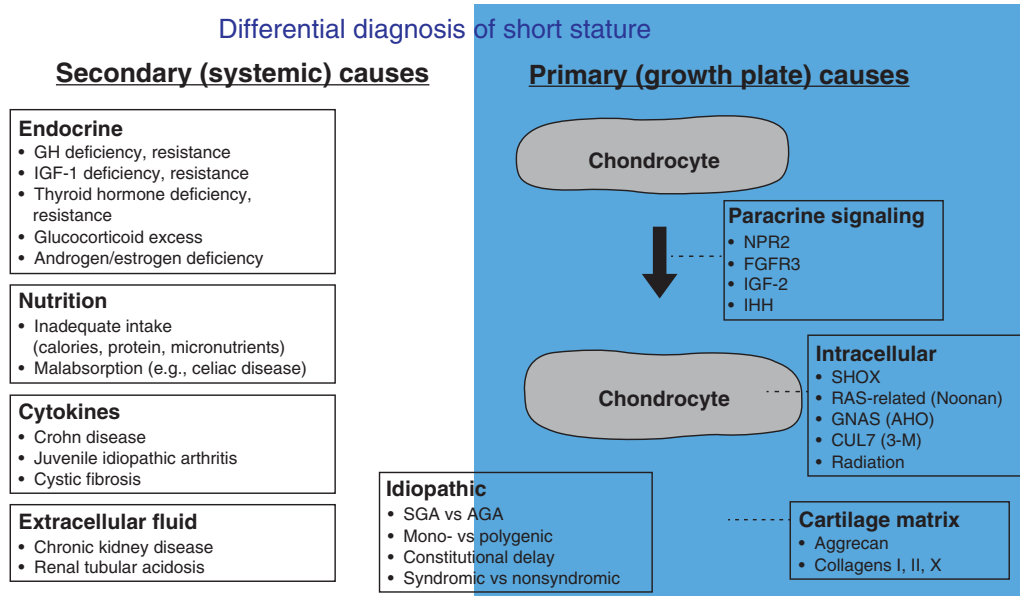 Differential diagnosis of short stature
Secondary (systemic) causes
Endocrine
• GH deficiency, resistance
• IGF-1 deficiency, resistance
• Thyroid hormone deficiency,
resistance
• Glucocorticoid excess
• Androgen/estrogen deficiency
Nutrition
• Inadequate intake
(calories, protein, micronutrients)
• Malabsorption (e.g., celiac disease)
Cytokines
• Crohn disease
• Juvenile idiopathic arthritis
• Cystic fibrosis
Extracellular fluid
• Chronic kidney disease
• Renal tubular acidosis
Idiopathic
• SGA vs AGA
• Mono- vs polygenic
• Constitutional delay
• Syndromic vs nonsyndromic
Primary (growth plate) causes
Chondrocyte
Paracrine signaling
• NPR2
• FGFR3
• IGF-2
• IHH
Chondrocyte
Intracellular
• SHOX
• RAS-related (Noonan)
• GNAS (AHO)
• CUL7 (3-M)
• Radiation
Cartilage matrix
• Aggrecan
• Collagens I, II, X